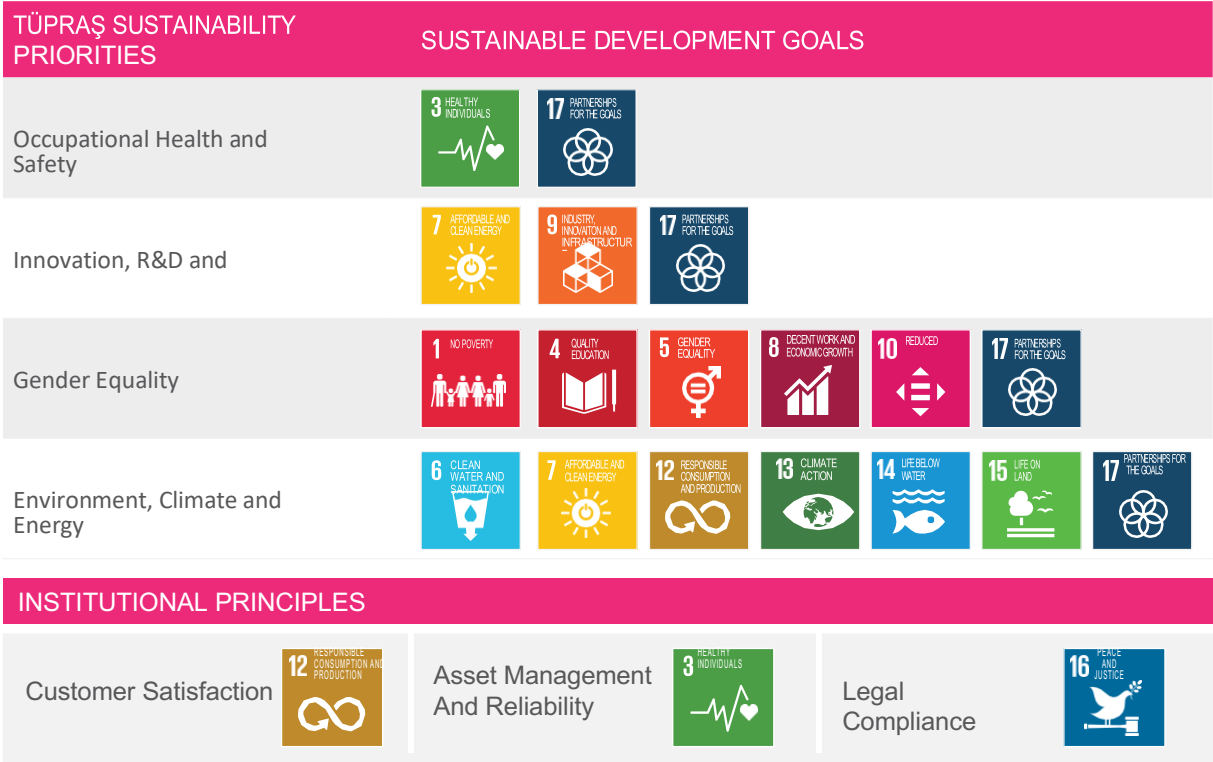 TÜPRAŞ SUSTAINABILITY
PRIORITIES
SUSTAINABLE DEVELOPMENT GOALS
Occupational Health and
Safety
3 HEALTHY
INDIVIDUALS
17 PARTNERSHIPS
FOR THE GOALS
Innovation, R&D and
7 AFFORDABLE AND
CLEAN ENERGY
9 INDUSTRY,
INNOVAITON AND
INFRASTRUCTUR
17 PARTNERSHIPS
FOR THE GOALS
Gender Equality
1 NO POVERTY
4 QUALITY
EDUCATION
5 GENDER
EQUALITY
8 DECENT WORK AND
ECONOMIC GROWTH
10 REDUCED
17 PARTNERSHIPS
FOR THE GOALS
Environment, Climate and
Energy
6 CLEAN
WATER AND
SANITATION
7 AFFORDABLE AND
CLEAN ENERGY
12 RESPONSIBLE
CONSUMPTION
AND PRODUCTION
13 CLIMATE
ACTION
14 LIFE BELOW
WATER
15 LIFE ON
LAND
17 PARTNERSHIPS FOR
THE GOALS
INSTITUTIONAL PRINCIPLES
Customer Satisfaction
12 RESPONSIBLE
CONSUMPTION AND
PRODUCTION
Asset Management
And Reliability
3 HEALTHY
INDIVIDUALS
Legal
Compliance
16 PEACE
AND
JUSTICE